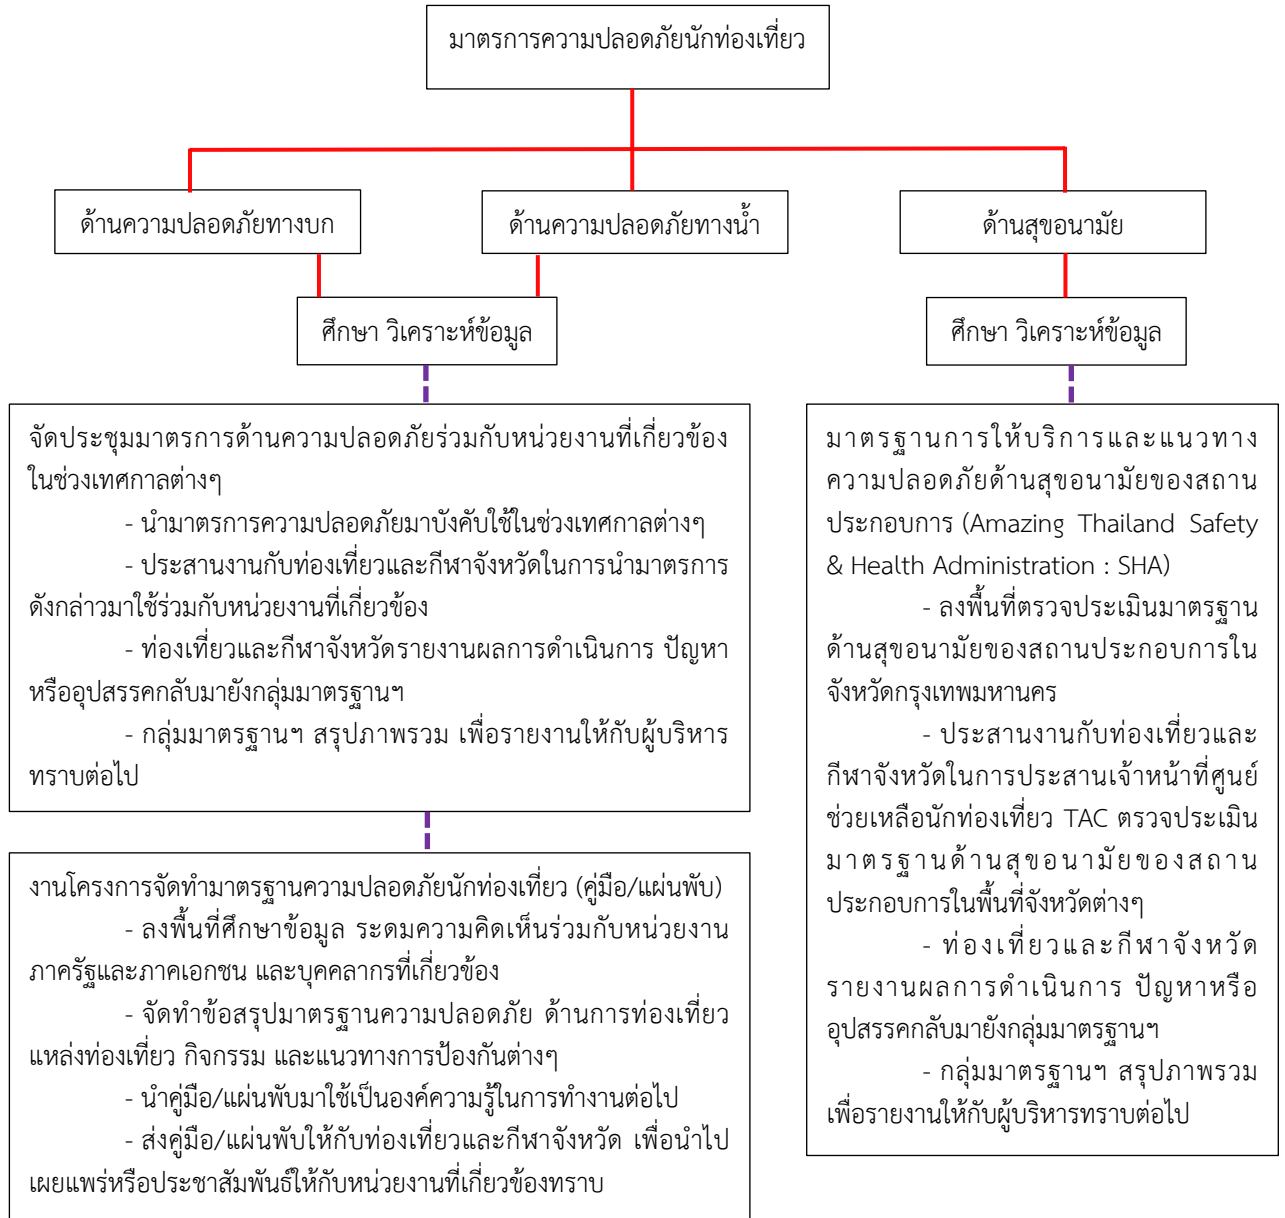 มาตรการความปลอดภัยนักท่องเที่ยว
ด้านความปลอดภัยทางบก
ด้านความปลอดภัยทางน้ำ
ด้านสุขอนามัย
ศึกษา วิเคราะห์ข้อมูล
ศึกษา วิเคราะห์ข้อมูล
จัดประชุมมาตรการด้านความปลอดภัยร่วมกับหน่วยงานที่เกี่ยวข้อง
ในช่วงเทศกาลต่างๆ
- นำมาตรการความปลอดภัยมาบังคับใช้ในช่วงเทศกาลต่างๆ
- ประสานงานกับท่องเที่ยวและกีฬาจังหวัดในการนำมาตรการ
ดังกล่าวมาใช้ร่วมกับหน่วยงานที่เกี่ยวข้อง
- ท่องเที่ยวและกีฬาจังหวัดรายงานผลการดำเนินการ ปัญหา
หรืออุปสรรคกลับมายังกลุ่มมาตรฐานฯ
- กลุ่มมาตรฐานฯ สรุปภาพรวม เพื่อรายงานให้กับผู้บริหาร
ทราบต่อไป
งานโครงการจัดทำมาตรฐานความปลอดภัยนักท่องเที่ยว (คู่มือ/แผ่นพับ)
- ลงพื้นที่ศึกษาข้อมูล ระดมความคิดเห็นร่วมกับหน่วยงาน
ภาครัฐและภาคเอกชน และบุคคลากรที่เกี่ยวข้อง
- จัดทำข้อสรุปมาตรฐานความปลอดภัย ด้านการท่องเที่ยว
แหล่งท่องเที่ยว กิจกรรม และแนวทางการป้องกันต่างๆ
- นำคู่มือ/แผ่นพับมาใช้เป็นองค์ความรู้ในการทำงานต่อไป
- ส่งคู่มือ/แผ่นพับให้กับท่องเที่ยวและกีฬาจังหวัด เพื่อนำไป
เผยแพร่หรือประชาสัมพันธ์ให้กับหน่วยงานที่เกี่ยวข้องทราบ
มาตรฐานการให้บริการและแนวทาง
ความปลอดภัยด้านสุขอนามัยของสถาน
ประกอบการ (Amazing Thailand Safety
& Health Administration : SHA)
- ลงพื้นที่ตรวจประเมินมาตรฐาน
ด้านสุขอนามัยของสถานประกอบการใน
จังหวัดกรุงเทพมหานคร
- ประสานงานกับท่องเที่ยวและ
กีฬาจังหวัดในการประสานเจ้าหน้าที่ศูนย์
ช่วยเหลือนักท่องเที่ยว TAC ตรวจประเมิน
มาตรฐานด้านสุขอนามัยของสถาน
ประกอบการในพื้นที่จังหวัดต่างๆ
- ท่องเที่ยวและกีฬาจังหวัด
รายงานผลการดำเนินการ ปัญหาหรือ
อุปสรรคกลับมายังกลุ่มมาตรฐานฯ
- กลุ่มมาตรฐานฯ สรุปภาพรวม
เพื่อรายงานให้กับผู้บริหารทราบต่อไป